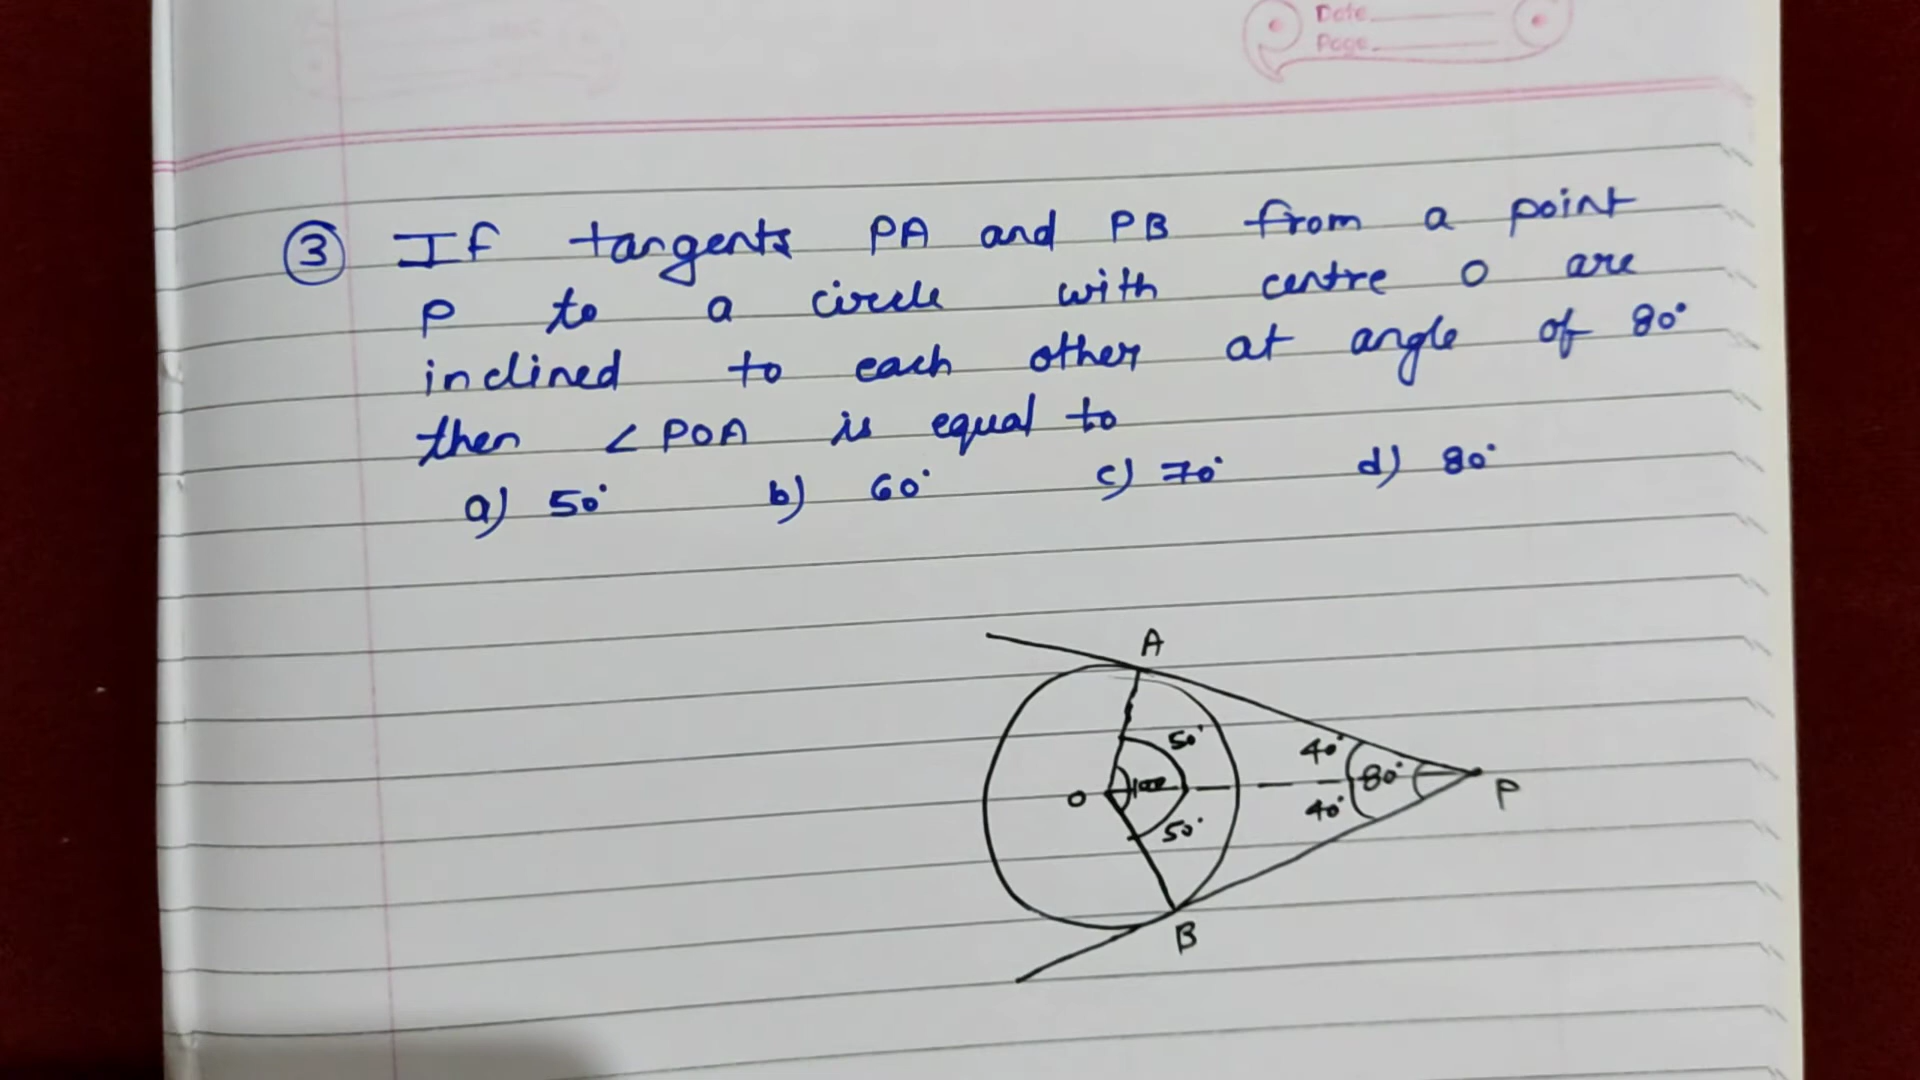 Date
Page
③ If tangents PA and PB from a point
P to a circle with centre O are
inclined to each other at angle of 80°
then ∠POA is equal to
a) 50° b) 60° c) 70° d) 80°
A
50°
40°
O 100 80° P
50° 40°
B